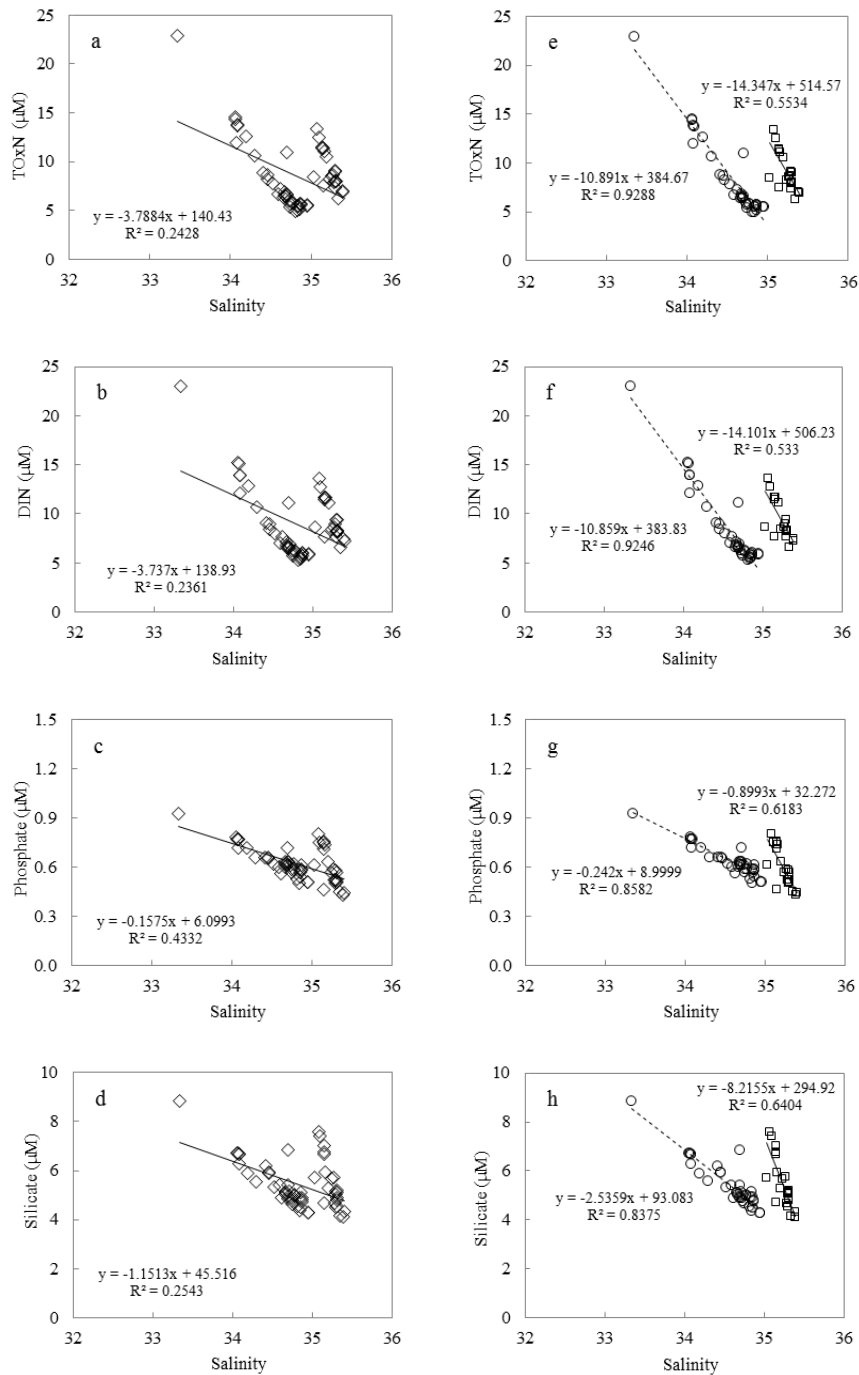 a
TOxN (µM)
25
20
15
10
5
0
y = -3.7884x + 140.43
R² = 0.2428
32 33 34 35 36
Salinity
e
TOxN (µM)
25
20
15
10
5
0
y = -14.347x + 514.57
R² = 0.5534
y = -10.891x + 384.67
R² = 0.9288
32 33 34 35 36
Salinity
b
DIN (µM)
25
20
15
10
5
0
y = -3.737x + 138.93
R² = 0.2361
32 33 34 35 36
Salinity
f
DIN (µM)
25
20
15
10
5
0
y = -14.101x + 506.23
R² = 0.533
y = -10.859x + 383.83
R² = 0.9246
32 33 34 35 36
Salinity
c
Phosphate (µM)
1.5
1.2
0.9
0.6
0.3
0.0
y = -0.1575x + 6.0993
R² = 0.4332
32 33 34 35 36
Salinity
g
Phosphate (µM)
1.5
1.2
0.9
0.6
0.3
0.0
y = -0.8993x + 32.272
R² = 0.6183
y = -0.242x + 8.9999
R² = 0.8582
32 33 34 35 36
Salinity
d
Silicate (µM)
10
8
6
4
2
0
y = -1.1513x + 45.516
R² = 0.2543
32 33 34 35 36
Salinity
h
Silicate (µM)
10
8
6
4
2
0
y = -8.2155x + 294.92
R² = 0.6404
y = -2.5359x + 93.083
R² = 0.8375
32 33 34 35 36
Salinity